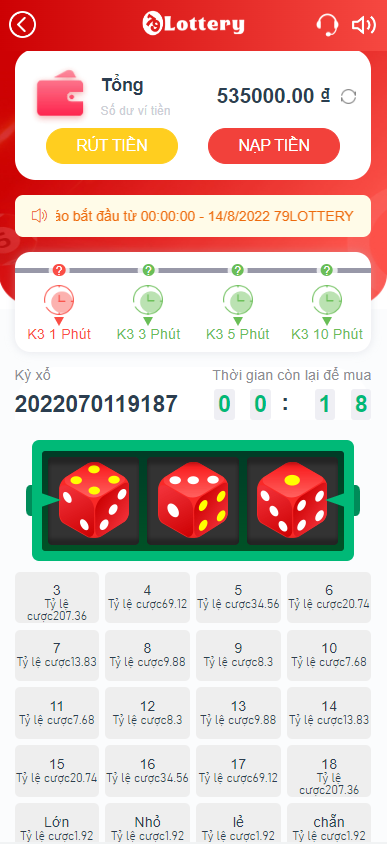 79 Lottery
Tổng
Số dư ví tiền
535000.00 ₫
RÚT TIỀN
NẠP TIỀN
ảo bắt đầu từ 00:00:00 - 14/8/2022 79LOTTERY
? ? ? ?
K3 1 Phút
K3 3 Phút
K3 5 Phút
K3 10 Phút
Kỳ xổ
Thời gian còn lại để mua
2022070119187
0 0 : 1 8
3
Tỷ lệ
cược207.36
4
Tỷ lệ cược69.12
5
Tỷ lệ cược34.56
6
Tỷ lệ cược20.74
7
Tỷ lệ cược13.83
8
Tỷ lệ cược9.88
9
Tỷ lệ cược8.3
10
Tỷ lệ cược7.68
11
Tỷ lệ cược7.68
12
Tỷ lệ cược8.3
13
Tỷ lệ cược9.88
14
Tỷ lệ cược13.83
15
Tỷ lệ cược20.74
16
Tỷ lệ cược34.56
17
Tỷ lệ cược69.12
18
Tỷ lệ
cược207.36
Lớn
Tỷ lệ cược1.92
Nhỏ
Tỷ lệ cược1.92
lẻ
Tỷ lệ cược1.92
chẵn
Tỷ lệ cược1.92